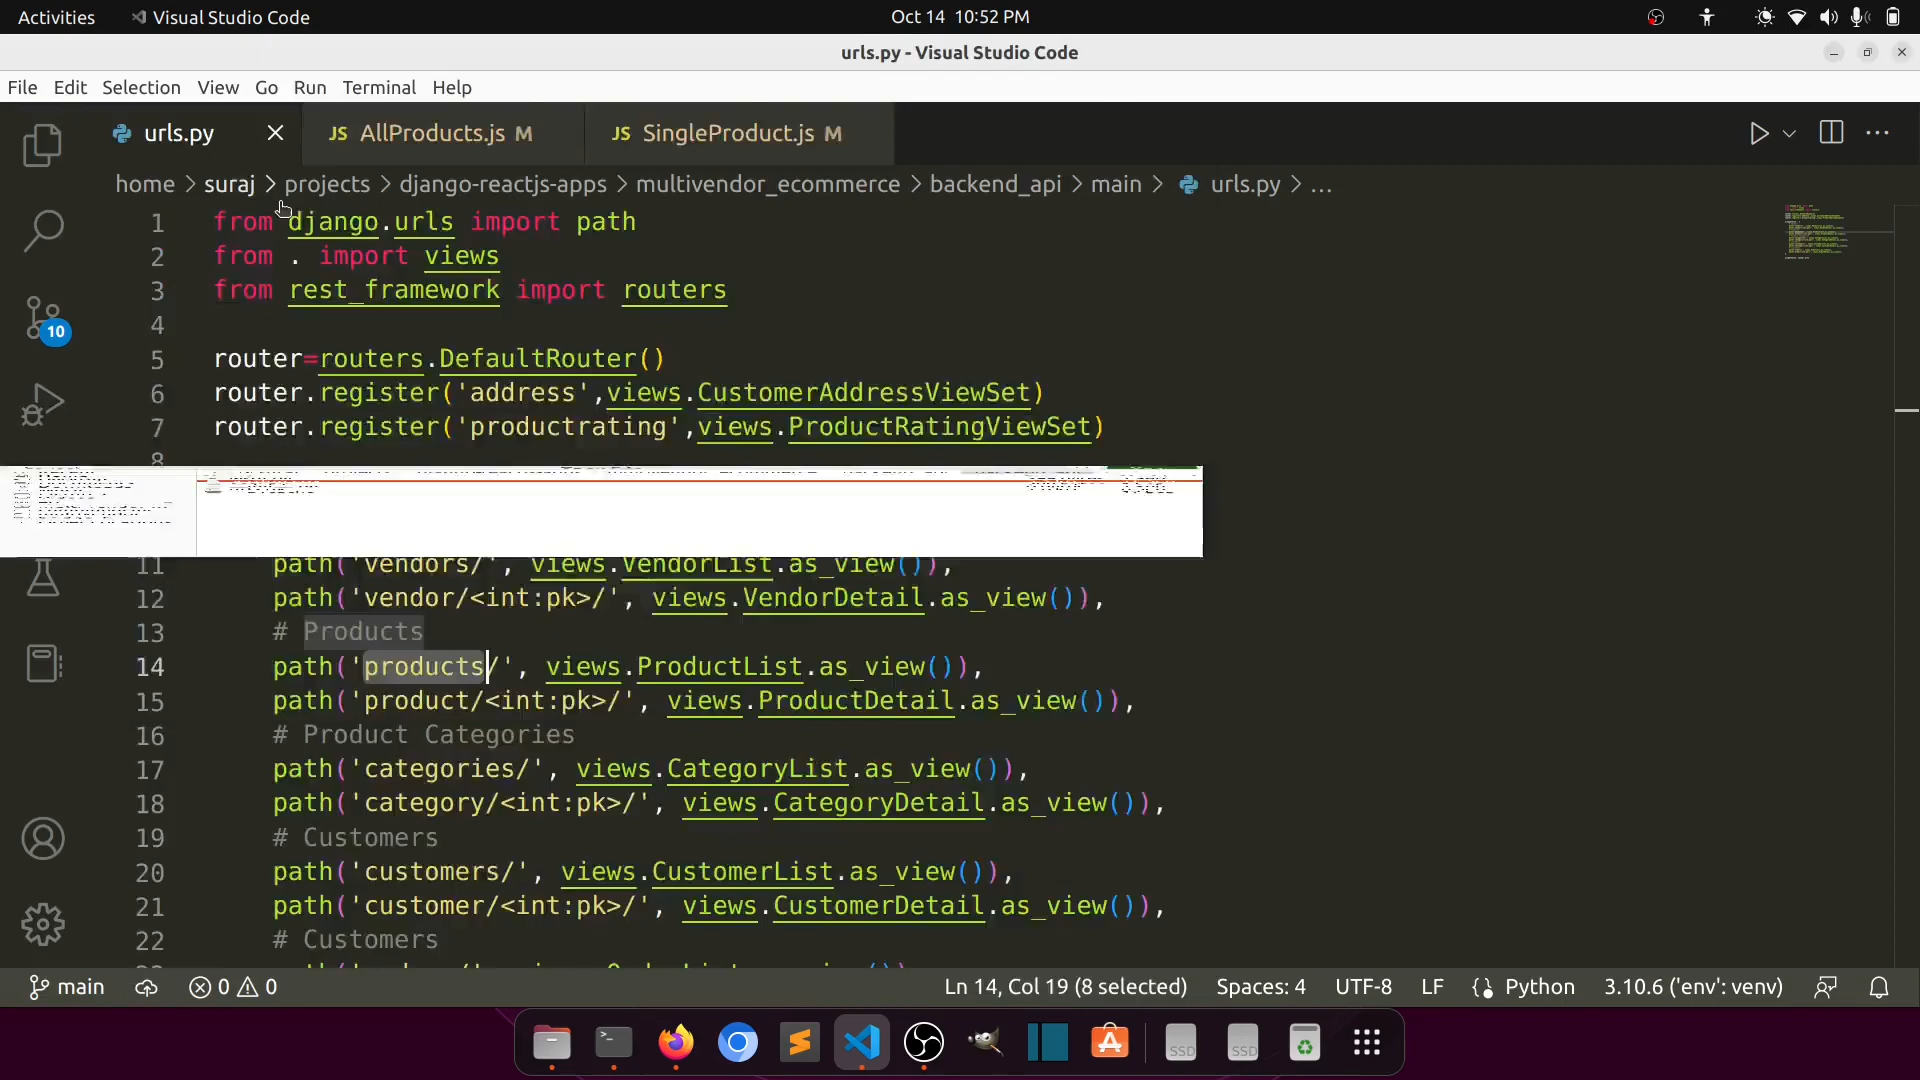 Activities Visual Studio Code Oct 14 10:52 PM
urls.py - Visual Studio Code
File Edit Selection View Go Run Terminal Help
urls.py JS AllProducts.js M JS SingleProduct.js M
home > suraj > projects > django-reactjs-apps > multivendor_ecommerce > backend_api > main > urls.py > ...
1 from django.urls import path
2 from . import views
3 from rest_framework import routers
4
5 router=routers.DefaultRouter()
6 router.register('address',views.CustomerAddressViewSet)
7 router.register('productrating',views.ProductRatingViewSet)
8
11 path('vendors/', views.VendorList.as_view()),
12 path('vendor/<int:pk>/', views.VendorDetail.as_view()),
13 # Products
14 path('products/', views.ProductList.as_view()),
15 path('product/<int:pk>/', views.ProductDetail.as_view()),
16 # Product Categories
17 path('categories/', views.CategoryList.as_view()),
18 path('category/<int:pk>/', views.CategoryDetail.as_view()),
19 # Customers
20 path('customers/', views.CustomerList.as_view()),
21 path('customer/<int:pk>/', views.CustomerDetail.as_view()),
22 # Customers
10
main 0 0 Ln 14, Col 19 (8 selected) Spaces: 4 UTF-8 LF Python 3.10.6 ('env': venv)
SSD SSD